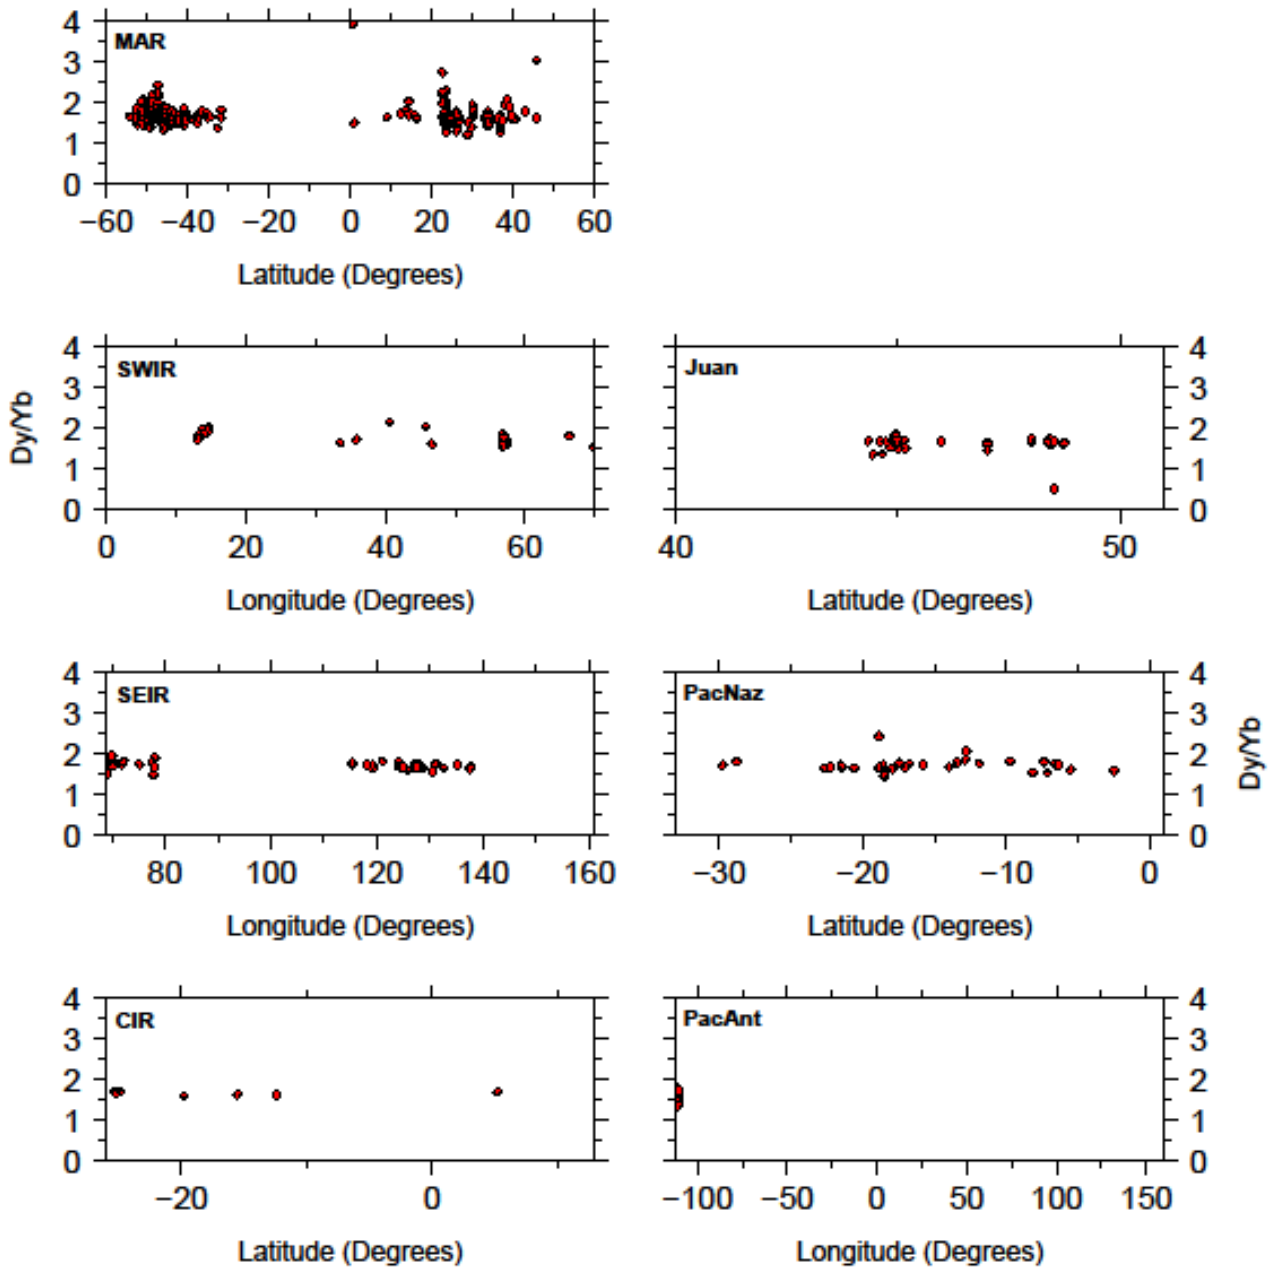 MAR
4
3
2
1
0
−60 −40 −20 0 20 40 60
Latitude (Degrees)
Dy/Yb
SWIR
4
3
2
1
0
0 20 40 60
Longitude (Degrees)
Juan
4
3
2
1
0
40 50
Latitude (Degrees)
SEIR
4
3
2
1
0
80 100 120 140 160
Longitude (Degrees)
PacNaz
4
3
2
1
0
−30 −20 −10 0
Latitude (Degrees)
Dy/Yb
CIR
4
3
2
1
0
−20 0
Latitude (Degrees)
PacAnt
4
3
2
1
0
−100 −50 0 50 100 150
Longitude (Degrees)